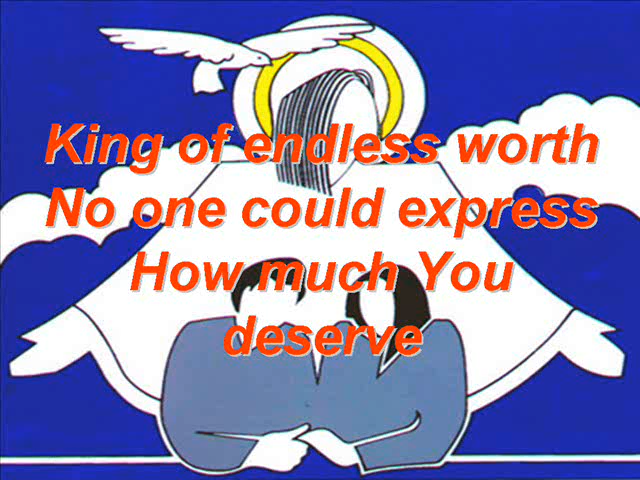 King of endless worth
No one could express
How much You
deserve